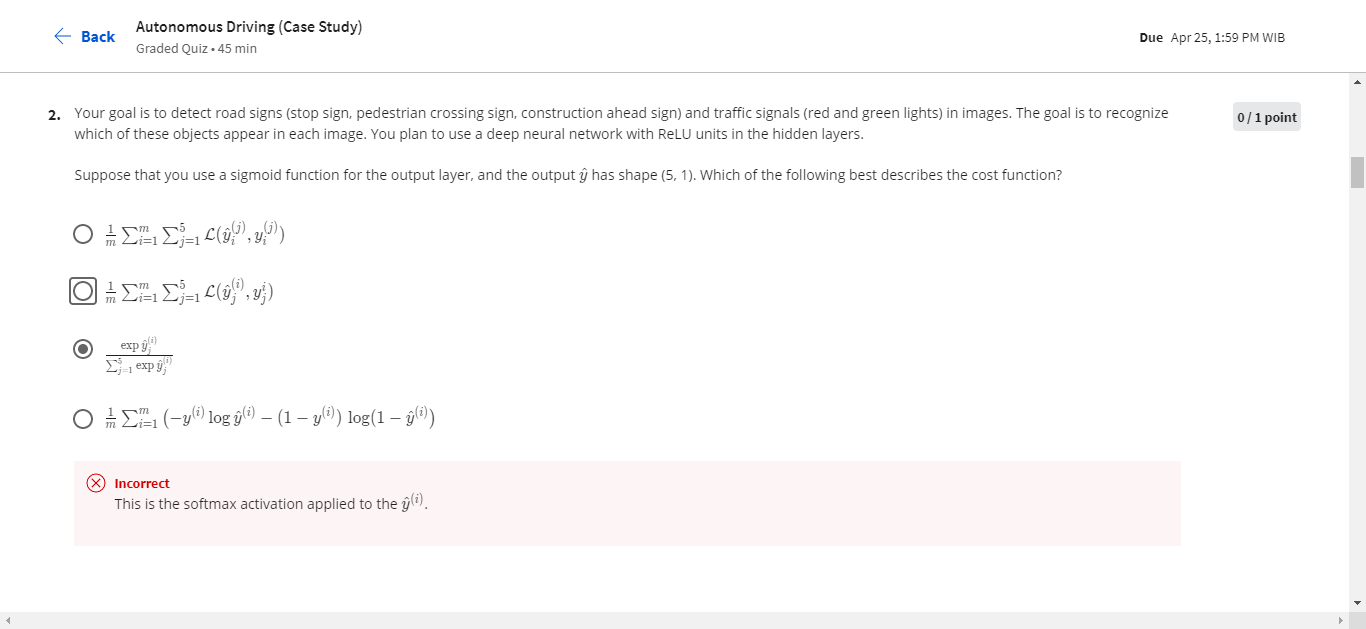 Back
Autonomous Driving (Case Study)
Graded Quiz • 45 min
Due Apr 25, 1:59 PM WIB
2. Your goal is to detect road signs (stop sign, pedestrian crossing sign, construction ahead sign) and traffic signals (red and green lights) in images. The goal is to recognize
which of these objects appear in each image. You plan to use a deep neural network with ReLU units in the hidden layers.
0 / 1 point
Suppose that you use a sigmoid function for the output layer, and the output ŷ has shape (5, 1). Which of the following best describes the cost function?
$\frac{1}{m} \sum_{i=1}^{m} \sum_{j=1}^{5} \mathcal{L}(\hat{y}_i^{(j)}, y_i^{(j)})$
$\frac{1}{m} \sum_{i=1}^{m} \sum_{j=1}^{5} \mathcal{L}(\hat{y}_j^{(i)}, y_j^{i})$
$\frac{\exp \hat{y}_j^{(i)}}{\sum_{j=1}^{5} \exp \hat{y}_j^{(i)}}$
$\frac{1}{m} \sum_{i=1}^{m} (-y^{(i)} \log \hat{y}^{(i)} - (1 - y^{(i)}) \log(1 - \hat{y}^{(i)}))$
Incorrect
This is the softmax activation applied to the $\hat{y}^{(i)}$.